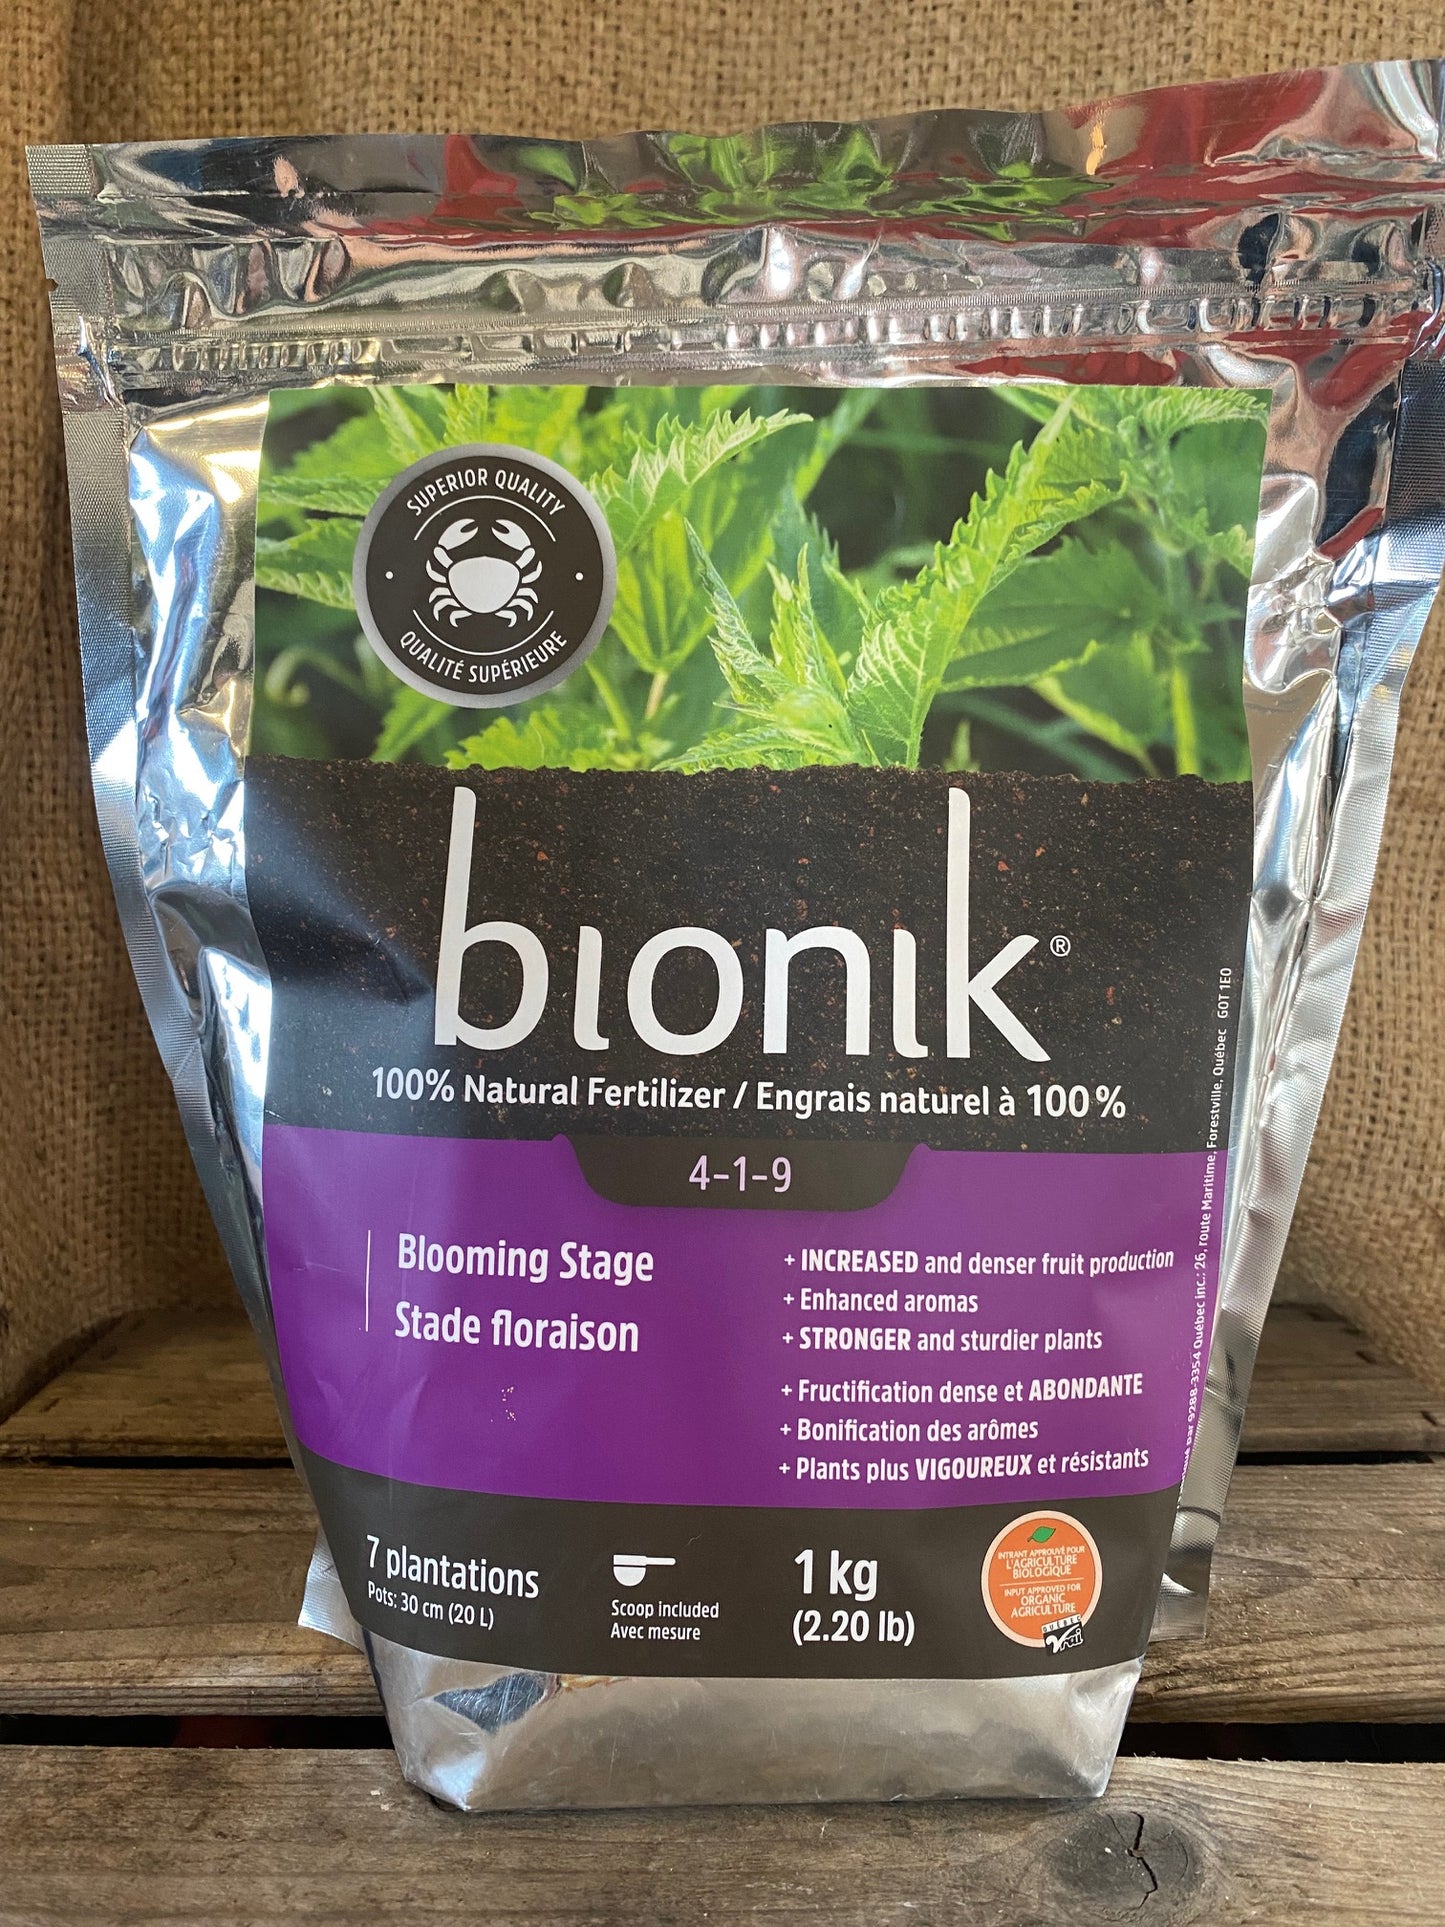 SUPERIOR QUALITY
QUALITÉ SUPÉRIEURE
bionik®
100% Natural Fertilizer / Engrais naturel à 100%
4-1-9
Blooming Stage
Stade floraison
+ INCREASED and denser fruit production
+ Enhanced aromas
+ STRONGER and sturdier plants
+ Fructification dense et ABONDANTE
+ Bonification des arômes
+ Plants plus VIGOUREUX et résistants
par 9288-3354 Québec inc.: 26, route Maritime, Forestville, Québec G0T 1E0
7 plantations
Pots: 30 cm (20 L)
Scoop included
Avec mesure
1 kg
(2.20 lb)
INTRANT APPROUVÉ POUR
L'AGRICULTURE
BIOLOGIQUE
INPUT APPROVED FOR
ORGANIC
AGRICULTURE
QUÉBEC
Vrai